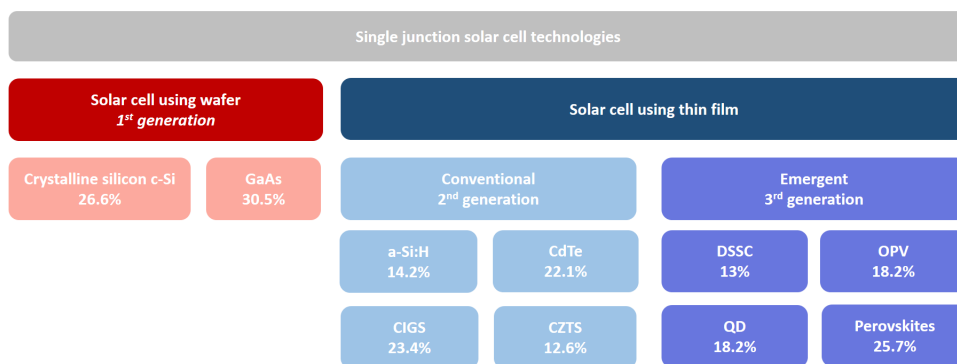 Single junction solar cell technologies
Solar cell using wafer
1st generation
Solar cell using thin film
Crystalline silicon c-Si
26.6%
GaAs
30.5%
Conventional
2nd generation
Emergent
3rd generation
a-Si:H
14.2%
CdTe
22.1%
DSSC
13%
OPV
18.2%
CIGS
23.4%
CZTS
12.6%
QD
18.2%
Perovskites
25.7%